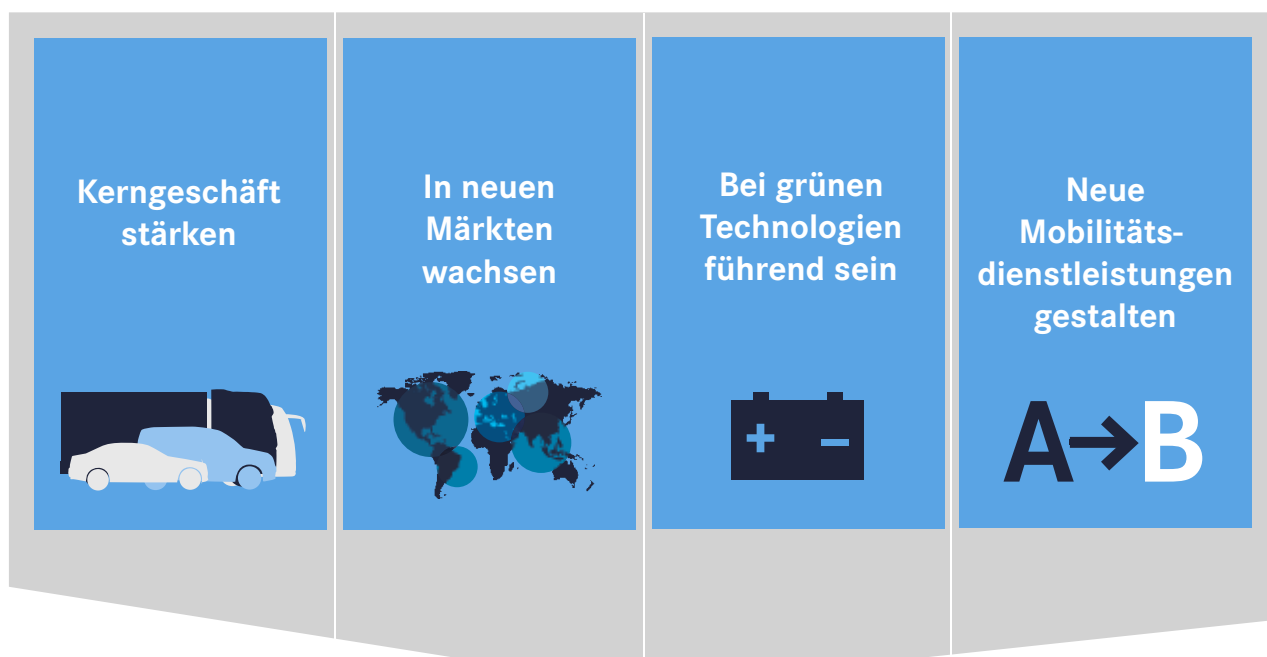 Kerngeschäft
stärken
In neuen
Märkten
wachsen
Bei grünen
Technologien
führend sein
Neue
Mobilitäts-
dienstleistungen
gestalten
+ –
A→B